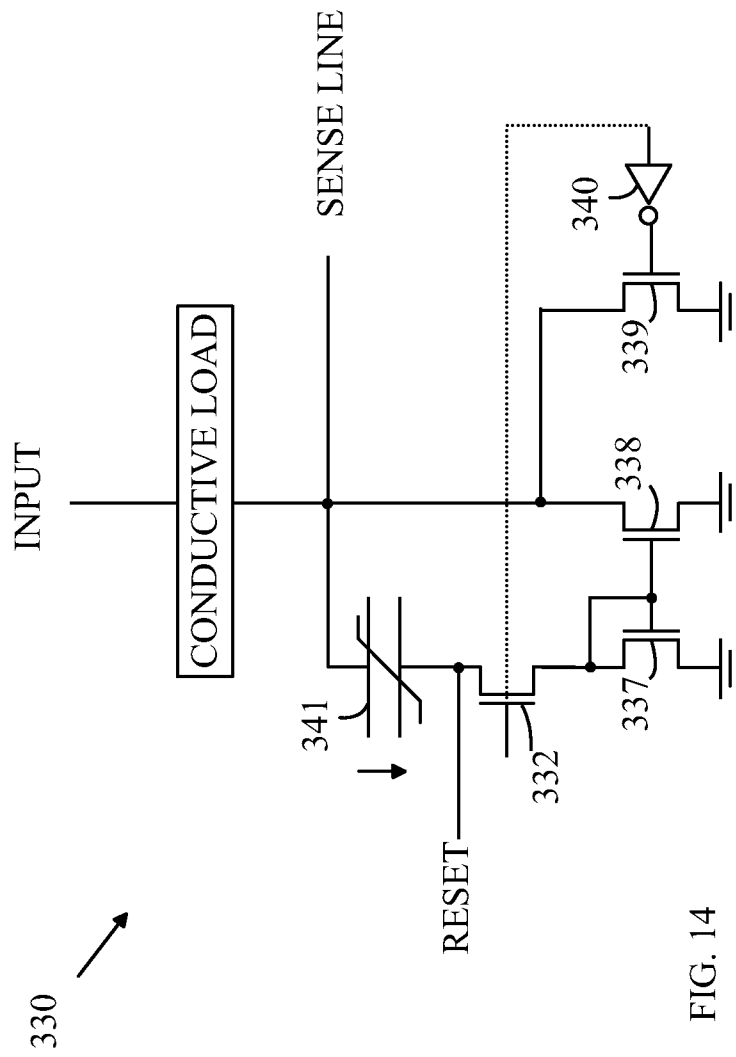 330
INPUT
CONDUCTIVE LOAD
SENSE LINE
341
RESET
332
337
338
339
340
FIG. 14